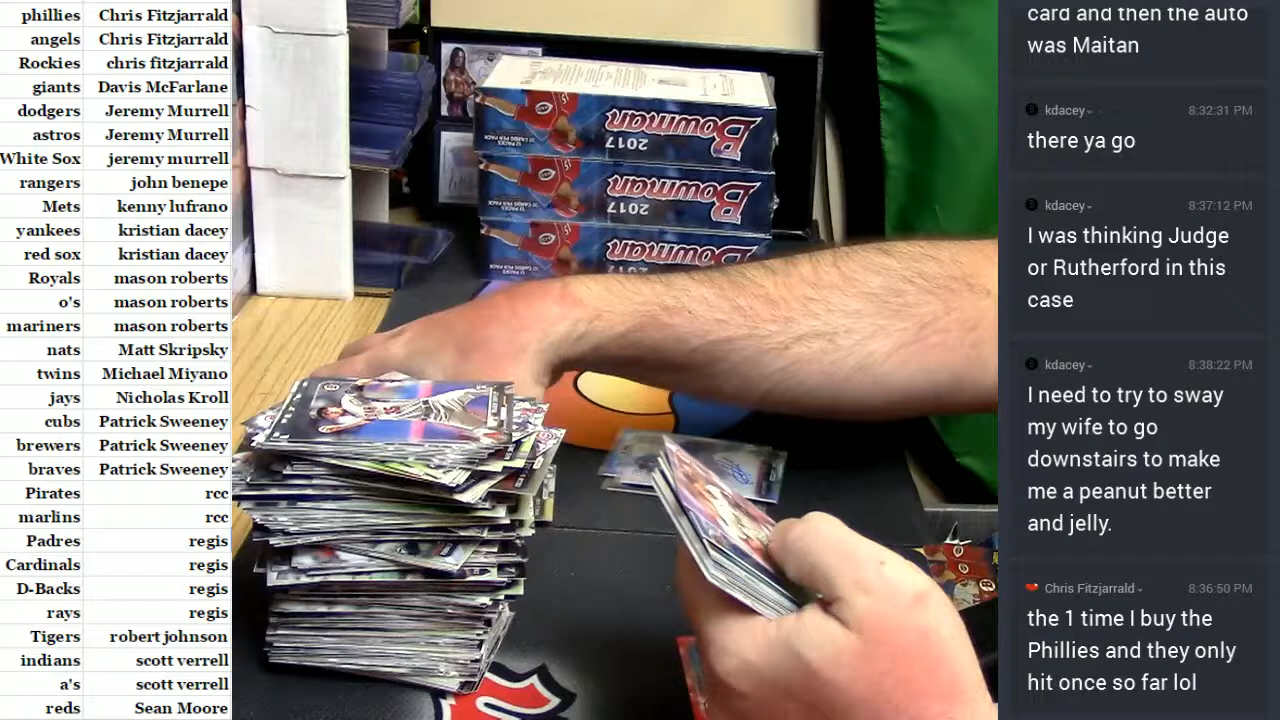 phillies Chris Fitzjarrald
angels Chris Fitzjarrald
Rockies chris fitzjarrald
giants Davis McFarlane
dodgers Jeremy Murrell
astros Jeremy Murrell
White Sox jeremy murrell
rangers john benepe
Mets kenny lufrano
yankees kristian dacey
red sox kristian dacey
Royals mason roberts
o's mason roberts
mariners mason roberts
nats Matt Skripsky
twins Michael Miyano
jays Nicholas Kroll
cubs Patrick Sweeney
brewers Patrick Sweeney
braves Patrick Sweeney
Pirates rcc
marlins rcc
Padres regis
Cardinals regis
D-Backs regis
rays regis
Tigers robert johnson
indians scott verrell
a's scott verrell
reds Sean Moore
Bowman
2017
Bowman
2017
Bowman
2017
card and then the auto
was Maitan
kdacey 8:32:31 PM
there ya go
kdacey 8:37:12 PM
I was thinking Judge
or Rutherford in this
case
kdacey 8:38:22 PM
I need to try to sway
my wife to go
downstairs to make
me a peanut better
and jelly.
Chris Fitzjarrald 8:36:50 PM
the 1 time I buy the
Phillies and they only
hit once so far lol